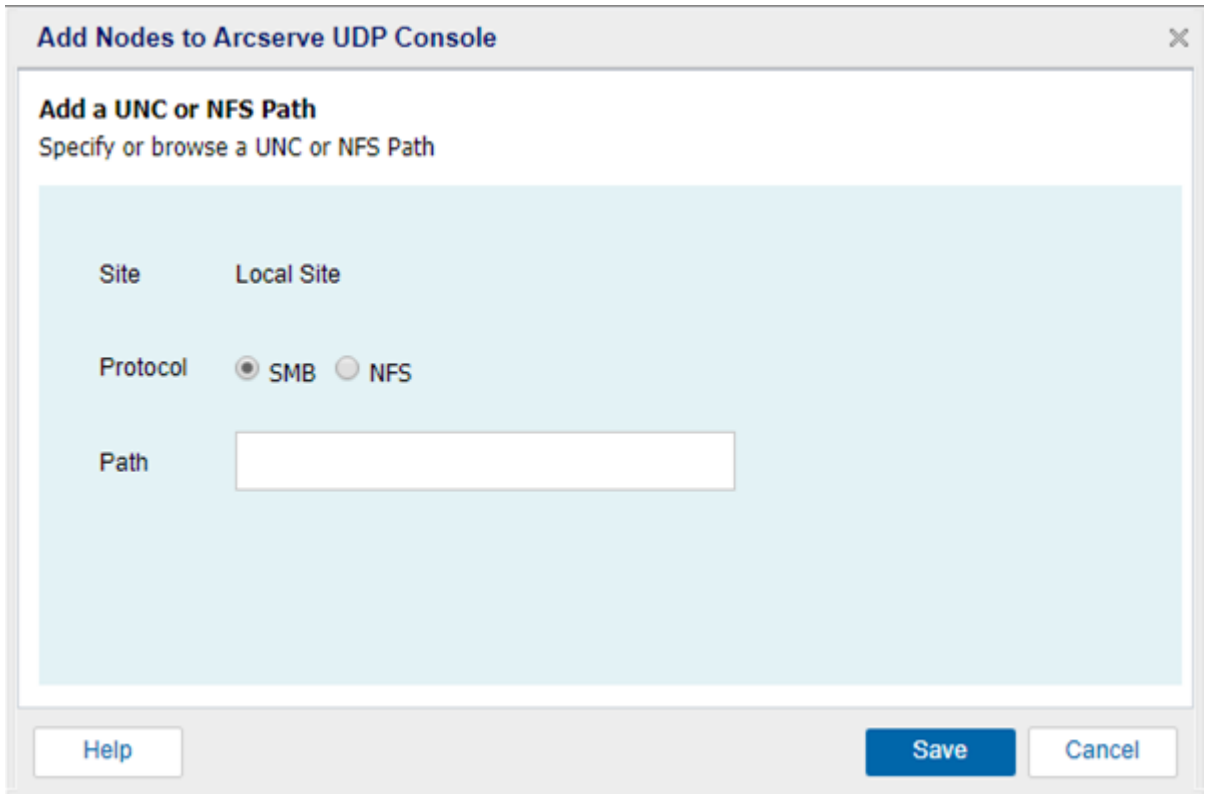 Add Nodes to Arcserve UDP Console
Add a UNC or NFS Path
Specify or browse a UNC or NFS Path
Site Local Site
Protocol SMB NFS
Path
Help Save Cancel